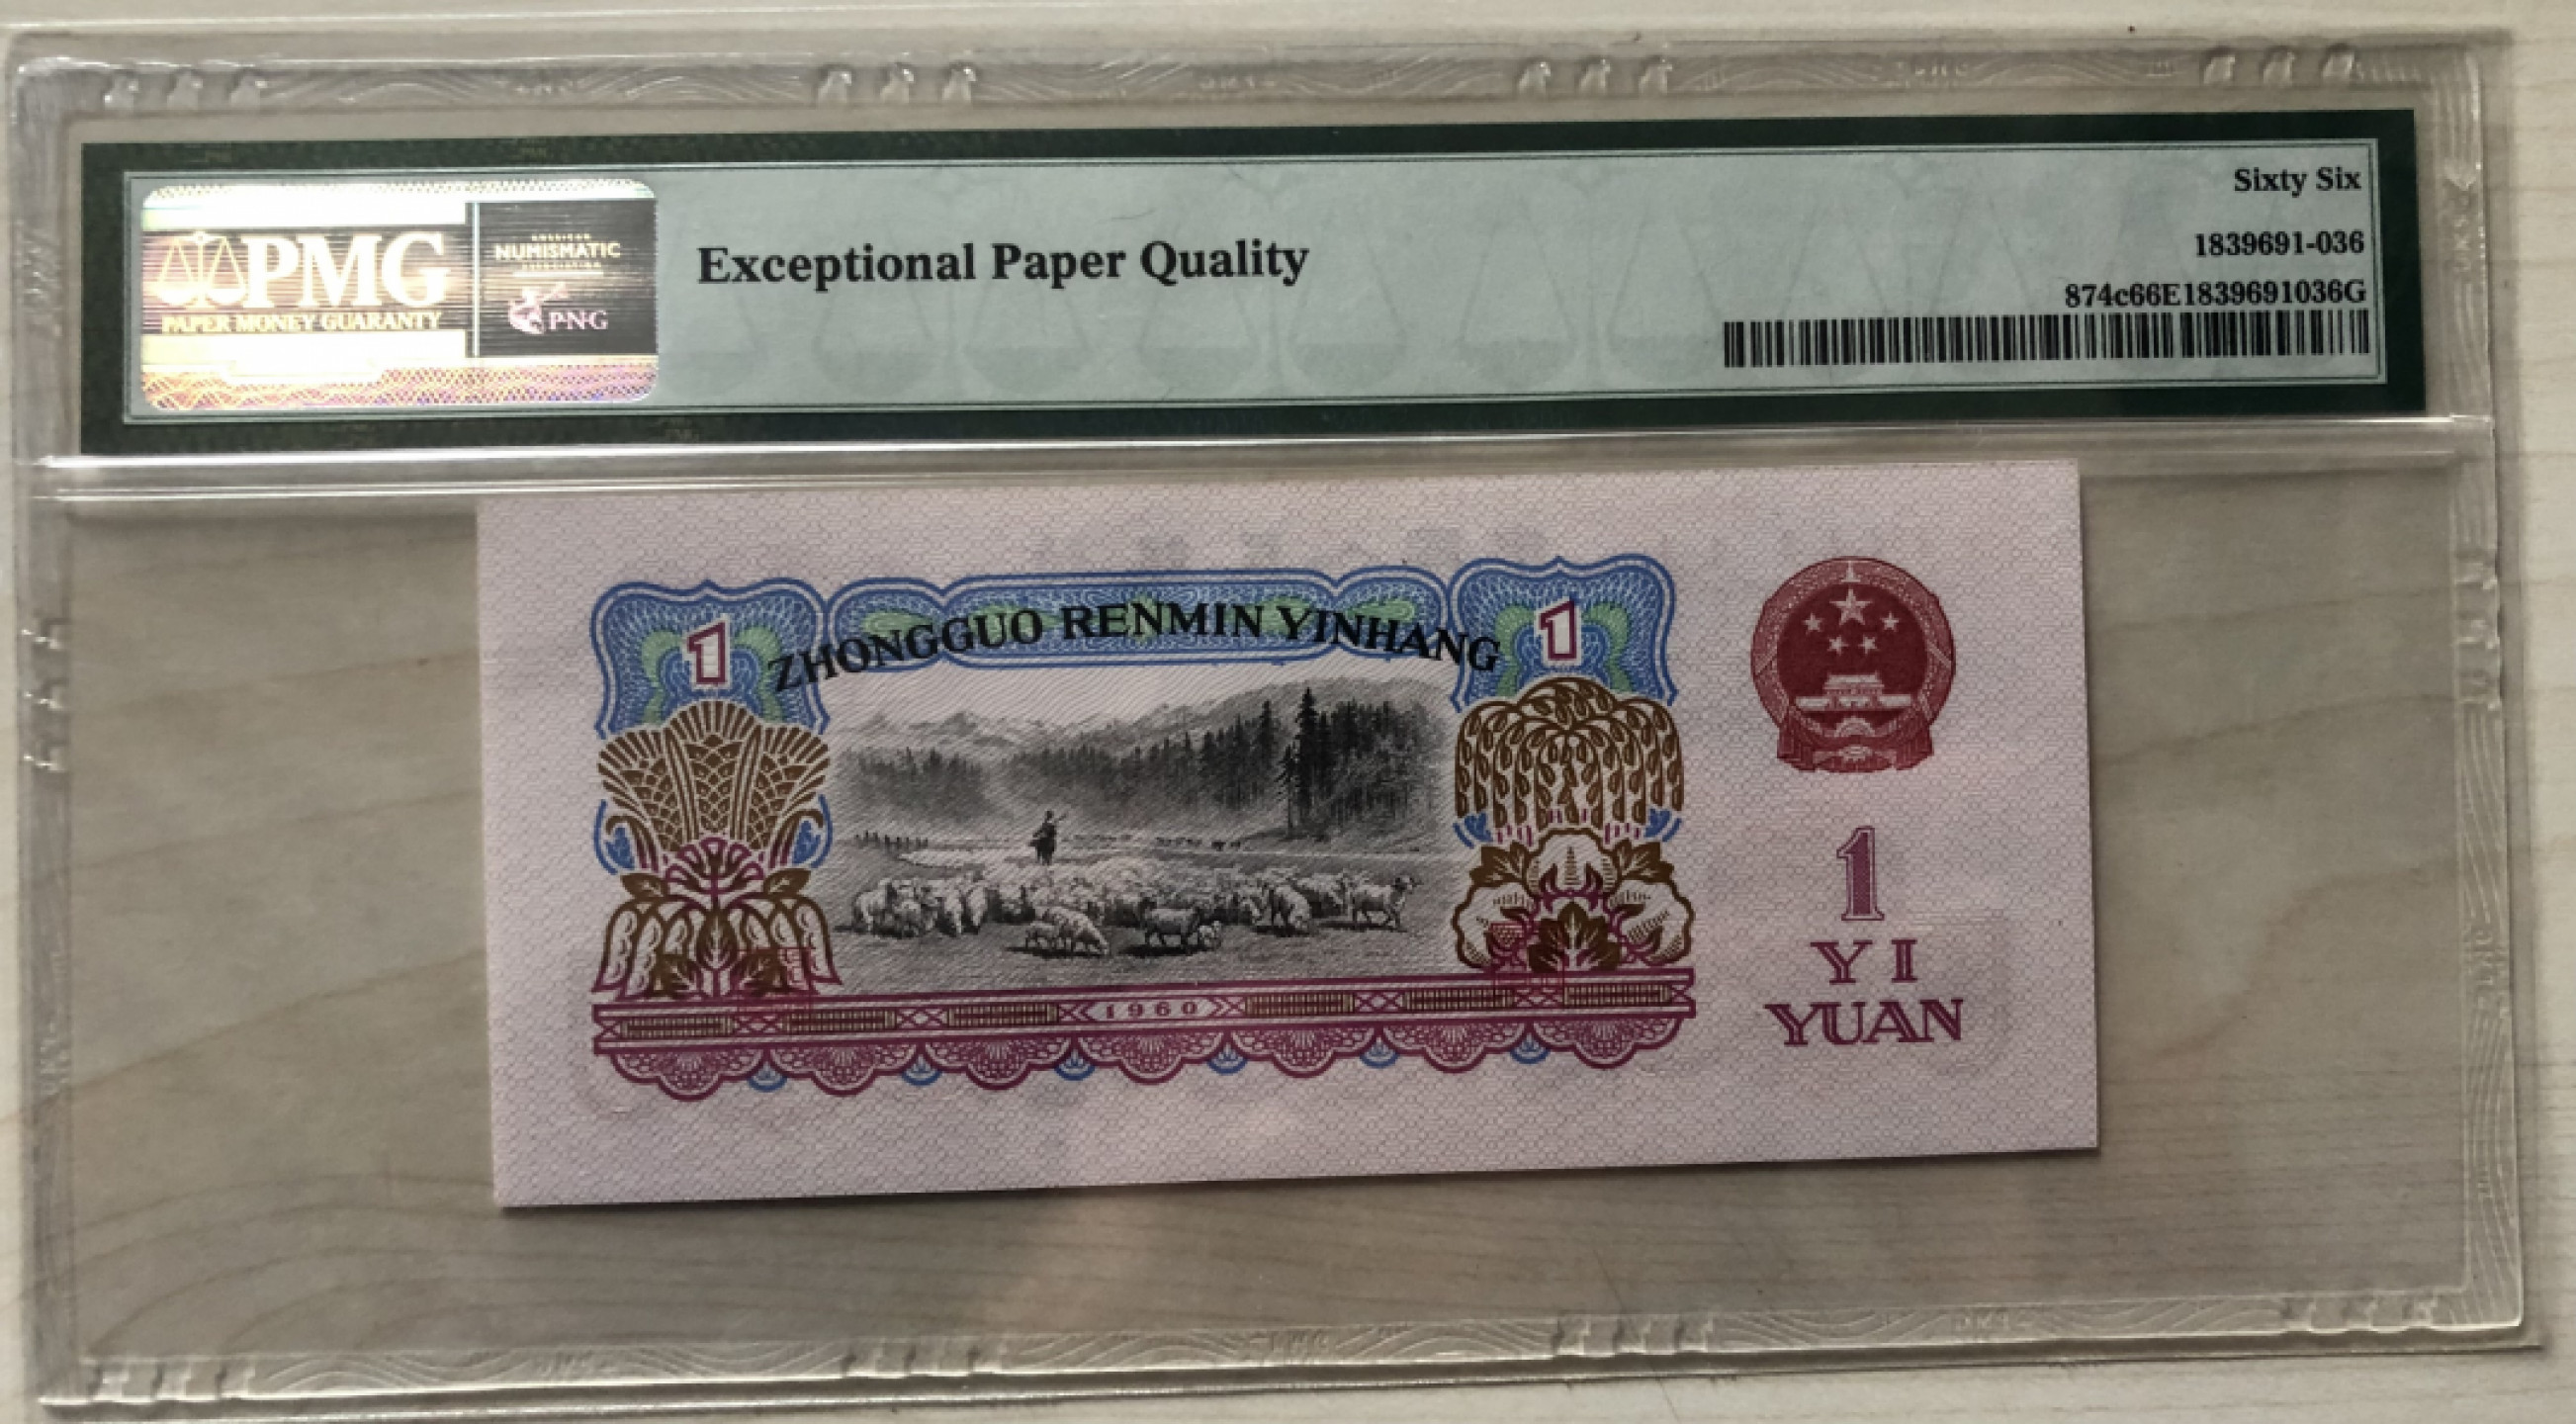 PMG
PAPER MONEY GUARANTY
NUMISMATIC
PNG
Exceptional Paper Quality
Sixty Six
1839691-036
874c66E1839691036G
1
ZHONGGUO RENMIN YINHANG
1
1960
1
YI
YUAN